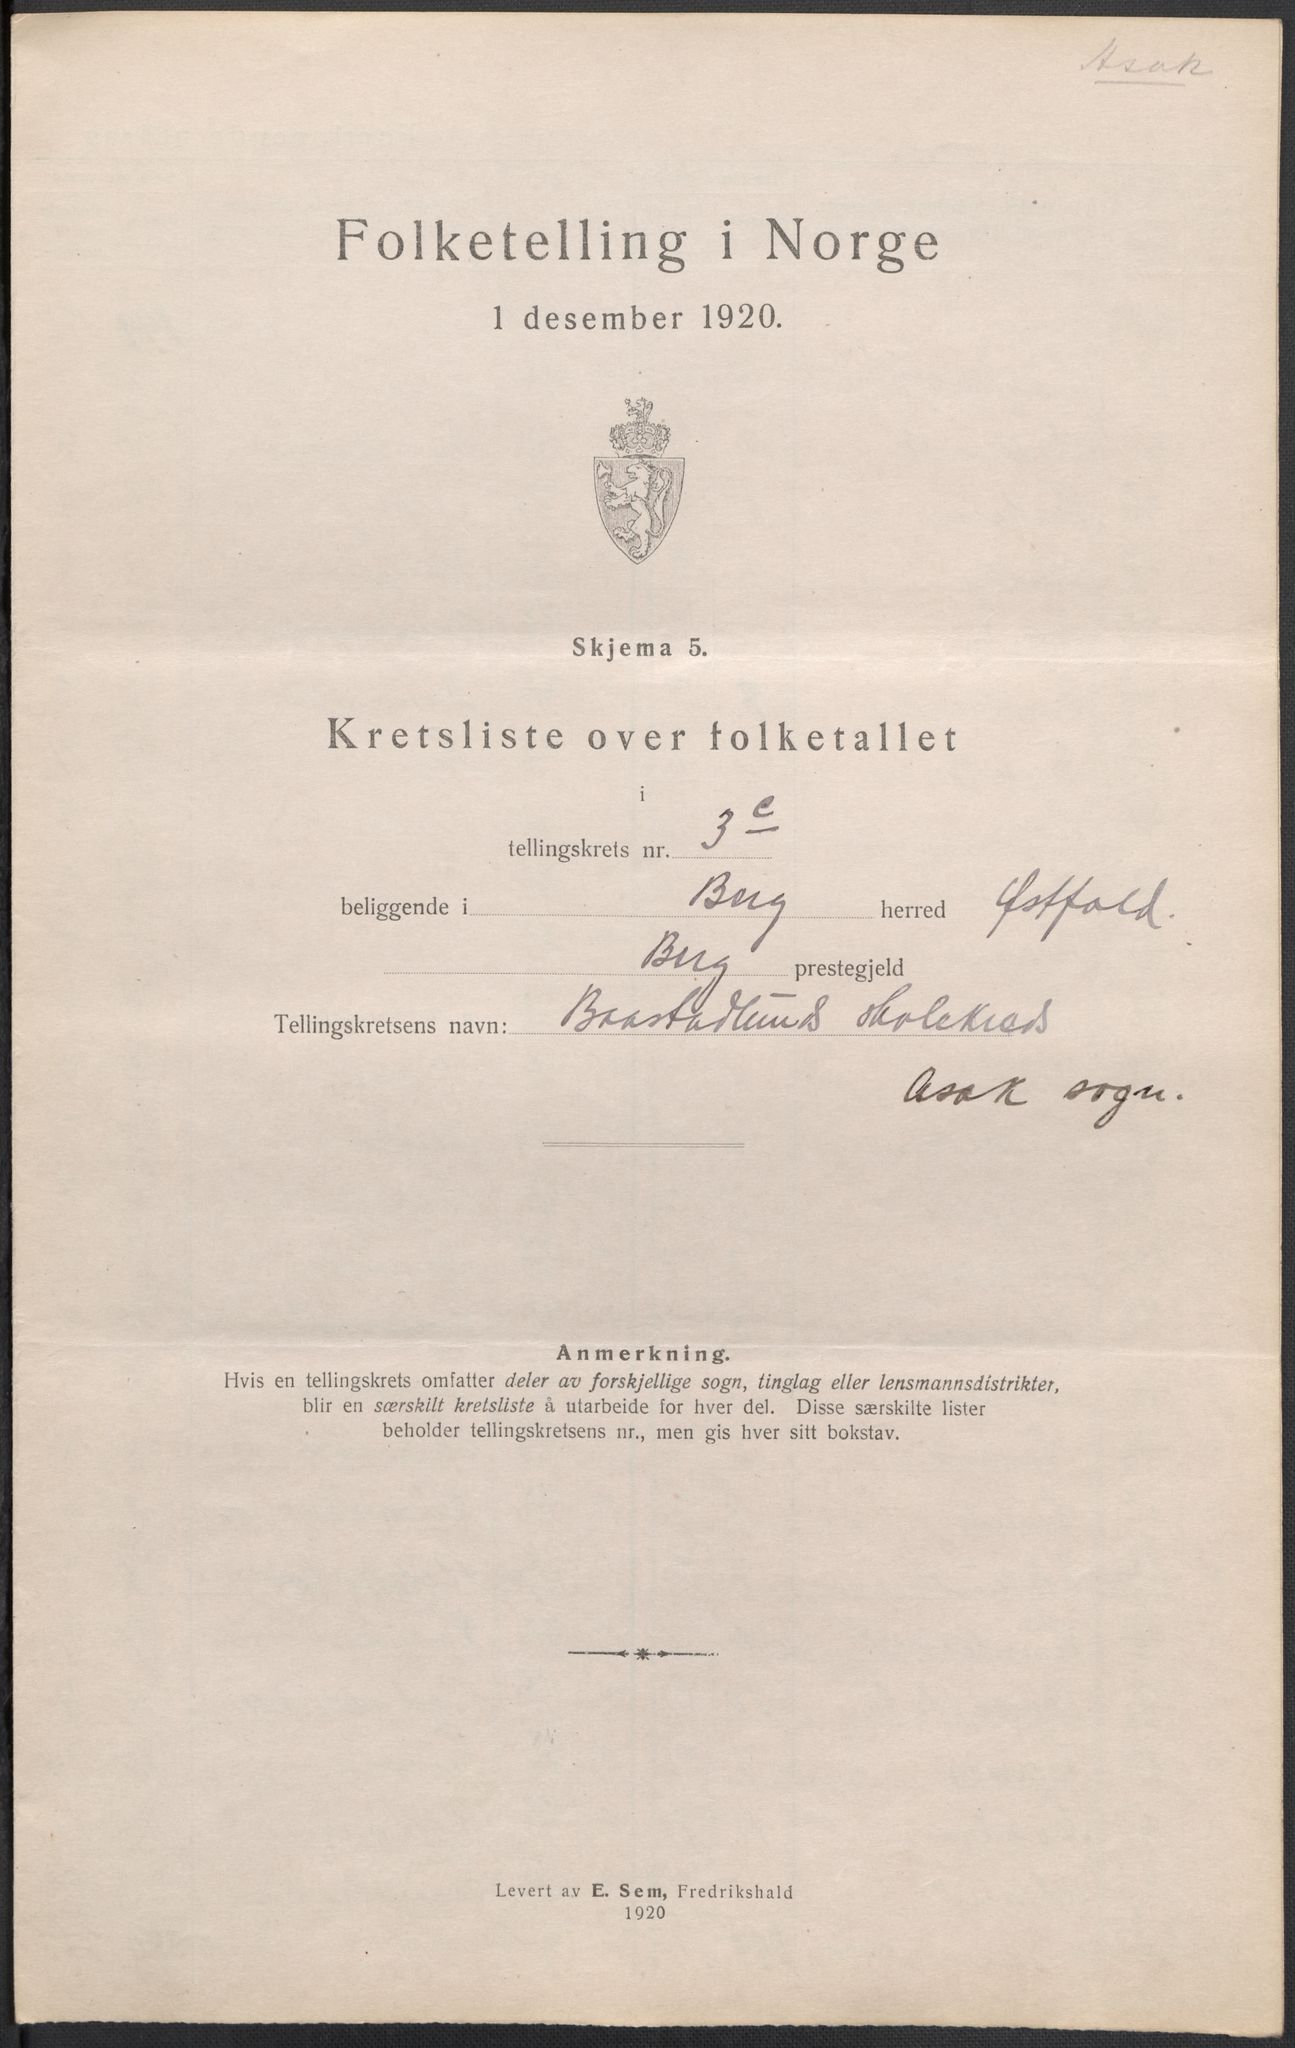 Asak
Folketelling i Norge
1 desember 1920.
Skjema 5.
Kretsliste over folketallet
i
tellingskrets nr. 3c
beliggende i Berg herred Østfold.
Berg prestegjeld
Tellingskretsens navn: Baastadlunds skolekreds
Asak sogn.
Anmerkning.
Hvis en tellingskrets omfatter deler av forskjellige sogn, tinglag eller lensmannsdistrikter,
blir en særskilt kretsliste å utarbeide for hver del. Disse særskilte lister
beholder tellingskretsens nr., men gis hver sitt bokstav.
Levert av E. Sem, Fredrikshald
1920